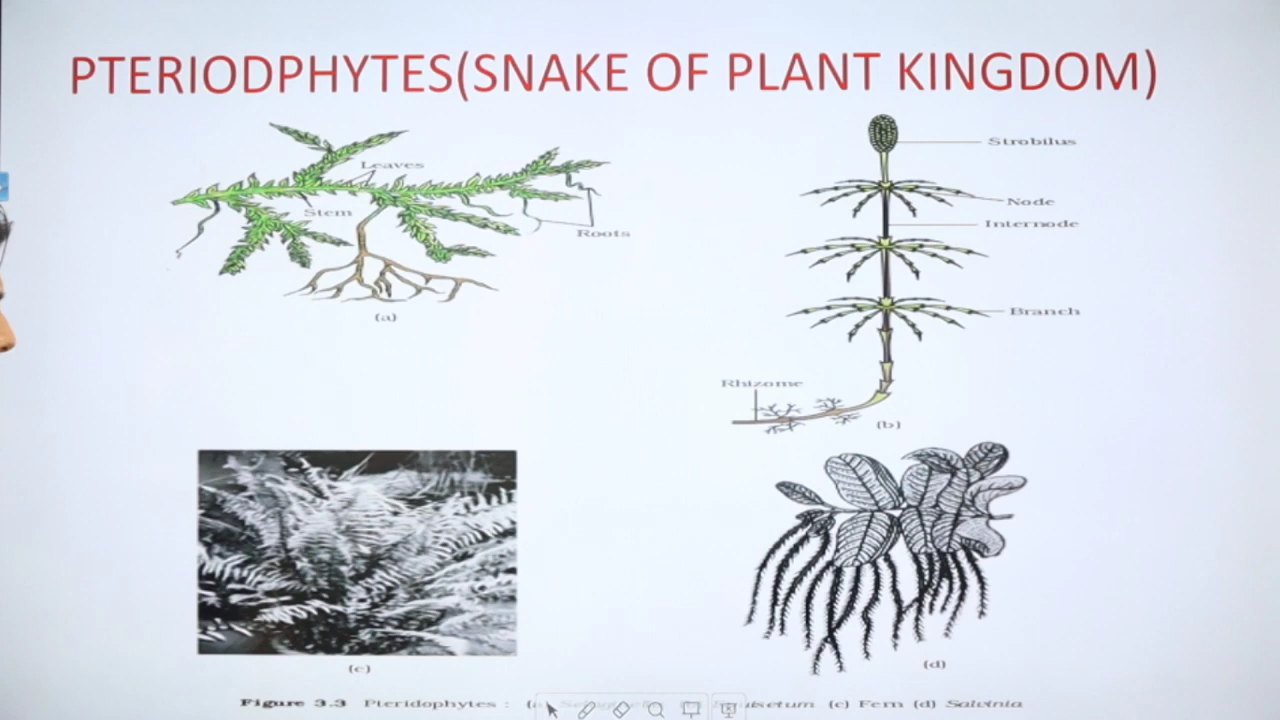 PTERIODPHYTES(SNAKE OF PLANT KINGDOM)
Leaves
Stem
Roots
(a)
Strobilus
Node
Internode
Branch
Rhizome
(b)
(c)
(d)
Figure 3.3 Pteridophytes : (c) Fern (d) Salvinia